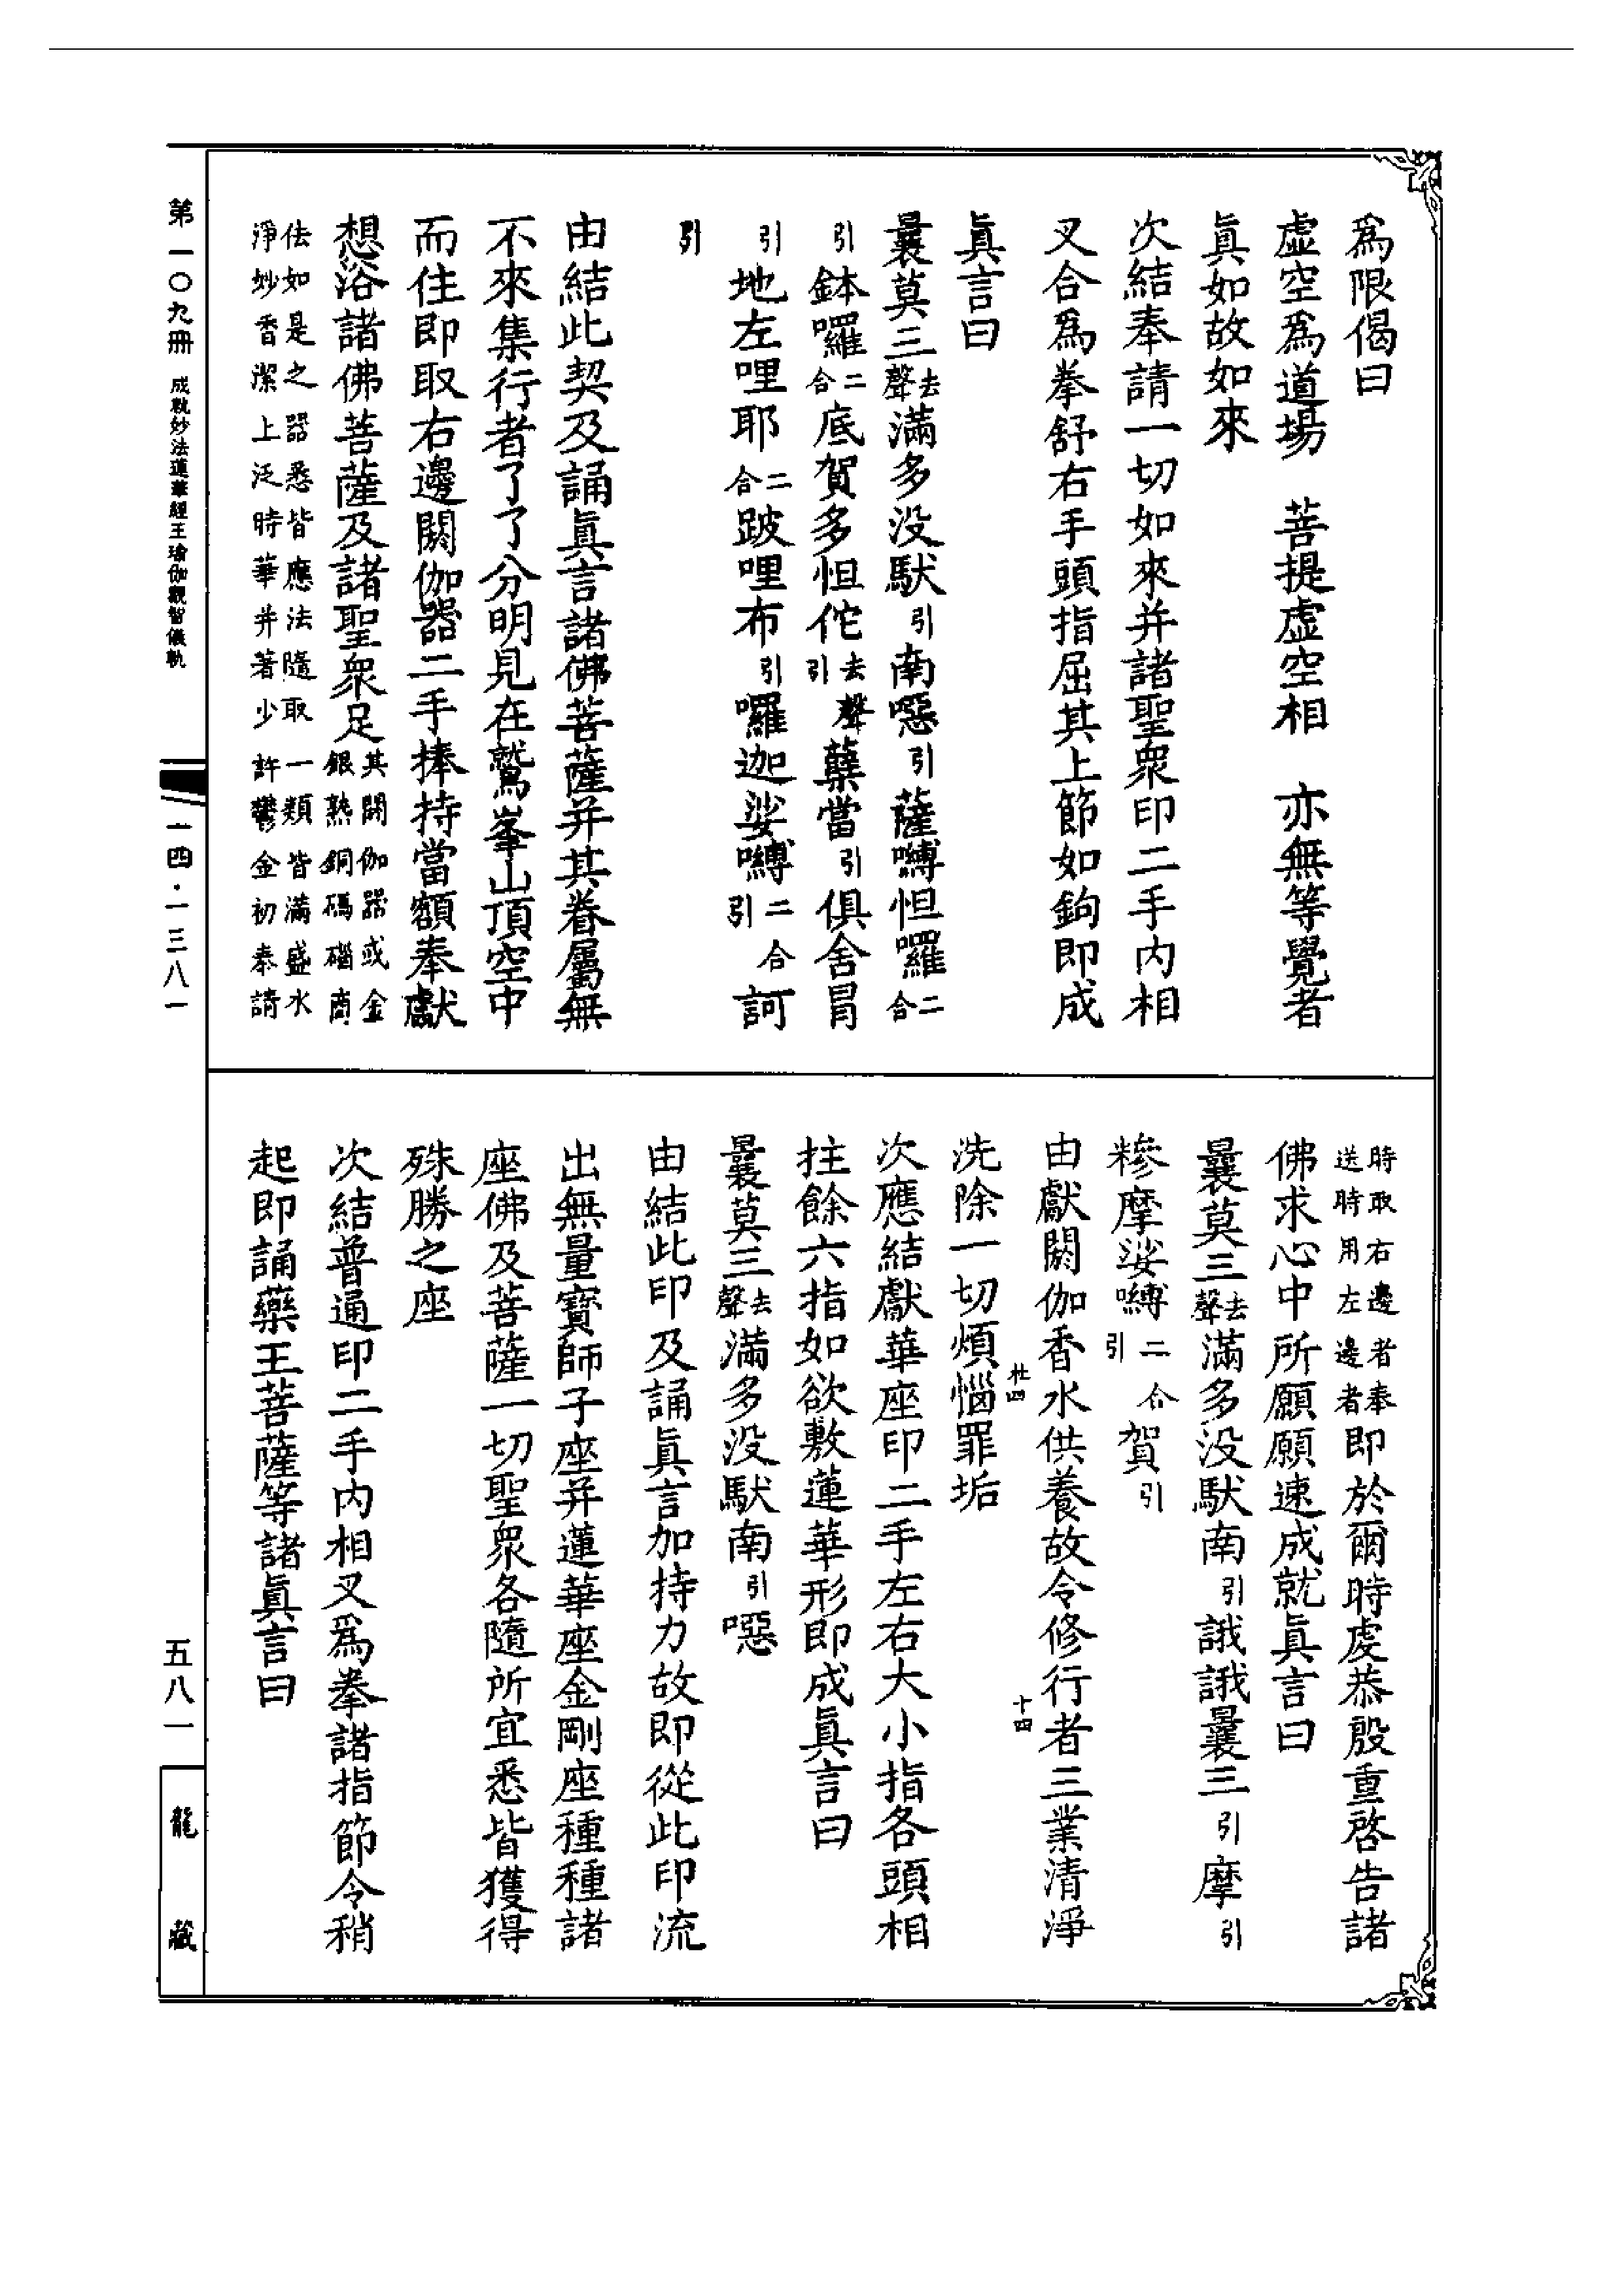 爲限偈曰
虛空爲道場　菩提虛空相　亦無等覺者
眞如故如來
次結奉請一切如來并諸聖衆印二手內相
叉合爲拳舒右手頭指屈其上節如鉤即成
眞言曰
曩莫三去聲滿多没馱引南噁引薩嚩怛囉二合
引鉢囉二合底賀多怛佗去聲引蘖當引俱舍冒
引地左哩耶二合跛哩布引囉迦娑嚩二合引訶
引
由結此契及誦眞言諸佛菩薩并其眷屬無
不來集行者了了分明見在鷲峯山頂空中
而住即取右邊閼伽器二手捧持當額奉獻
想浴諸佛菩薩及諸聖衆足其閼伽器或金銀熟銅碼碯商
佉如是之器悉皆應法隨取一類皆滿盛水淨妙香潔上泛時華并著少許鬱金初奉請
時取右邊者奉送時用左邊者即於爾時虔恭殷重啓告諸
佛求心中所願願速成就眞言曰
曩莫三去聲滿多没馱南引誐誐曩三引摩引
糝摩娑嚩二合引賀引
由獻閼伽香水供養故令修行者三業清淨
洗除一切煩惱罪垢
杜四
十四
次應結獻華座印二手左右大小指各頭相
拄餘六指如欲敷蓮華形即成眞言曰
曩莫三去聲滿多没馱南引噁
由結此印及誦眞言加持力故即從此印流
出無量寶師子座并蓮華座金剛座種種諸
座佛及菩薩一切聖衆各隨所宜悉皆獲得
殊勝之座
次結普通印二手內相叉爲拳諸指節令稍
起即誦藥王菩薩等諸眞言曰
第一〇九冊　成就妙法蓮華經王瑜伽觀智儀軌
一四·一三八一
五八一
龍藏